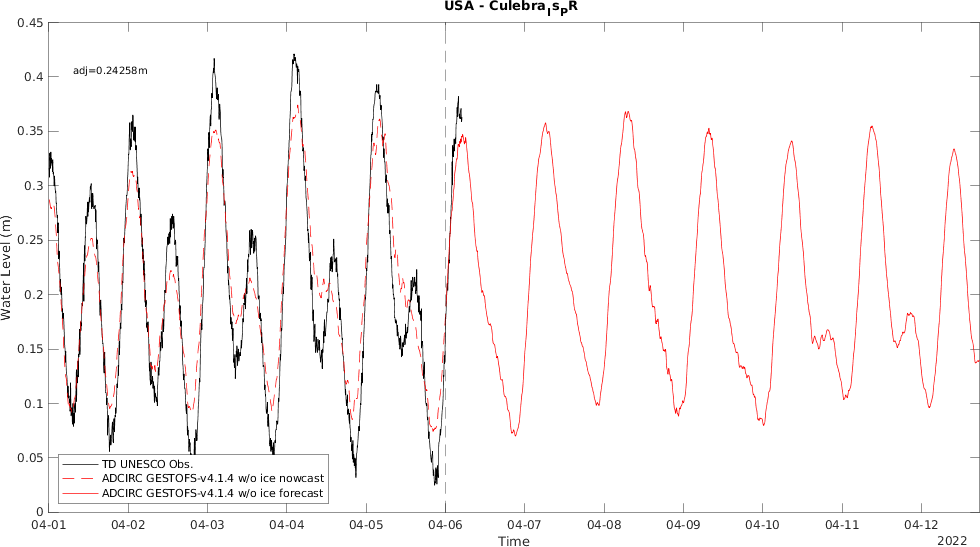 USA - Culebra_Is_PR
0.45
0.4
0.35
0.3
0.25
0.2
0.15
0.1
0.05
0
Water Level (m)
adj=0.24258m
TD UNESCO Obs.
ADCIRC GESTOFS-v4.1.4 w/o ice nowcast
ADCIRC GESTOFS-v4.1.4 w/o ice forecast
04-01 04-02 04-03 04-04 04-05 04-06 04-07 04-08 04-09 04-10 04-11 04-12
Time
2022